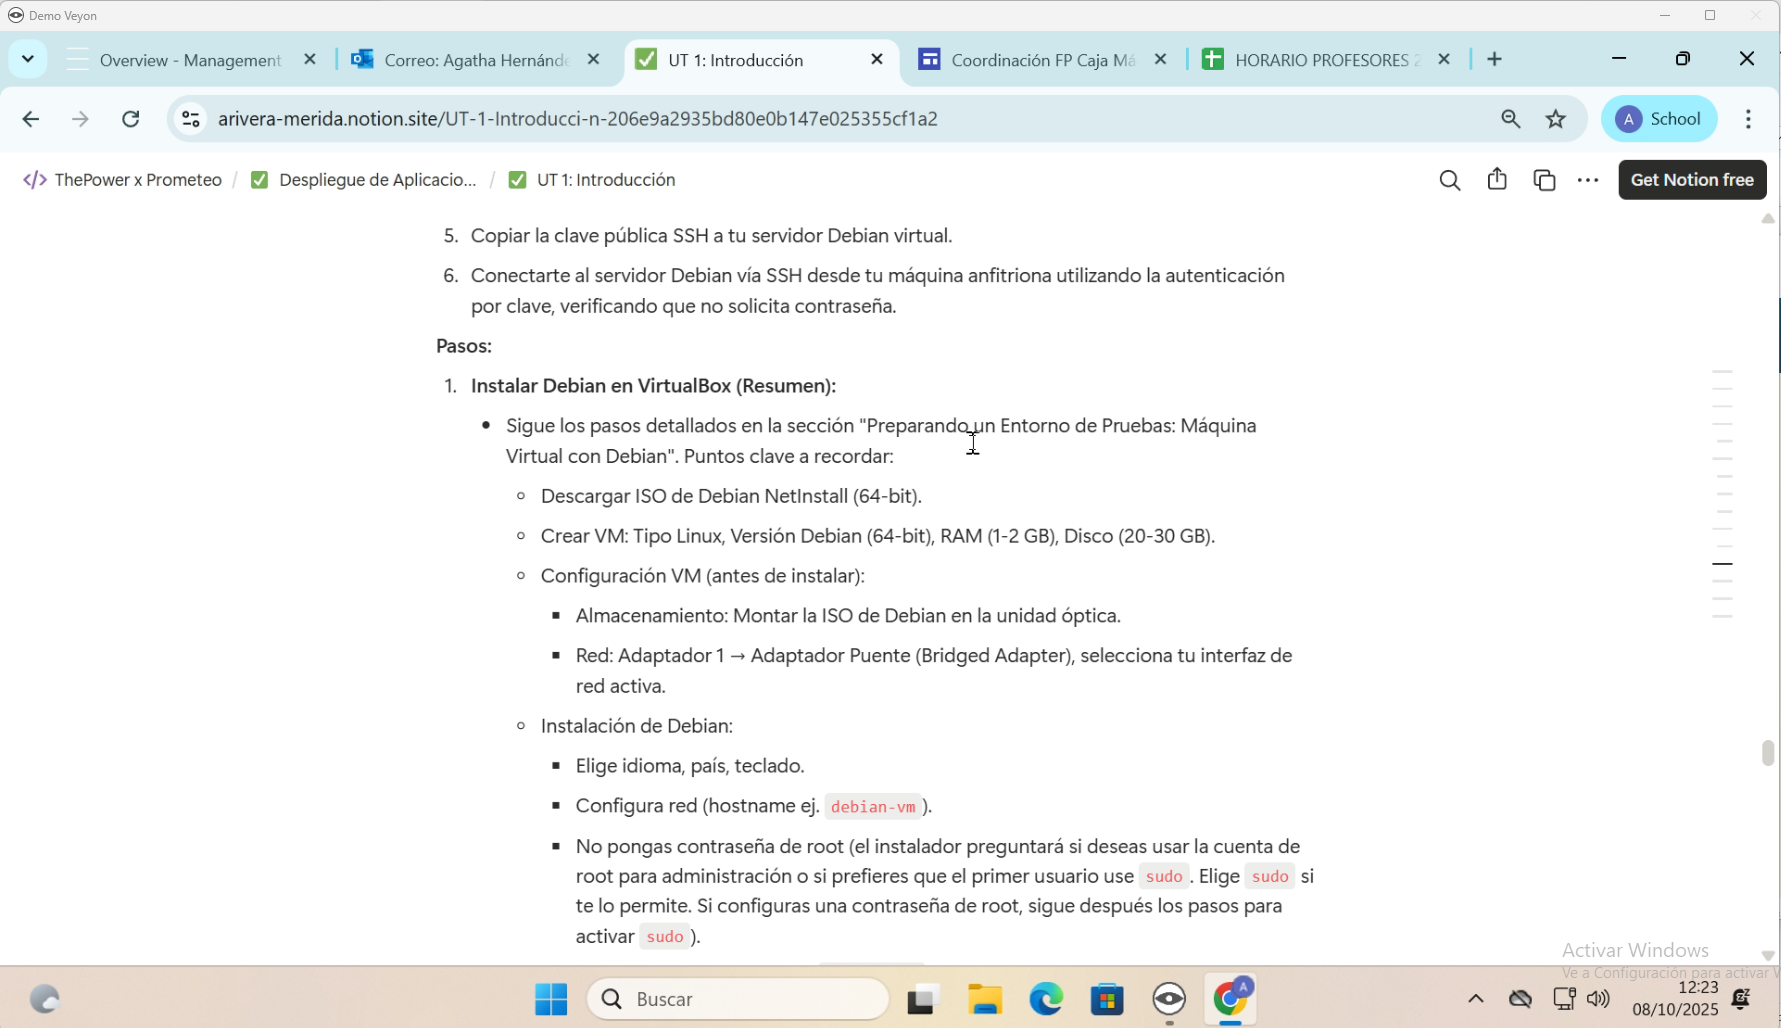 Demo Veyon
Overview - Management
Correo: Agatha Hernánde
UT 1: Introducción
Coordinación FP Caja Má
HORARIO PROFESORES 2
arivera-merida.notion.site/UT-1-Introducci-n-206e9a2935bd80e0b147e025355cf1a2
A School
</> ThePower x Prometeo / Despliegue de Aplicacio... / UT 1: Introducción
Get Notion free
5. Copiar la clave pública SSH a tu servidor Debian virtual.
6. Conectarte al servidor Debian vía SSH desde tu máquina anfitriona utilizando la autenticación
por clave, verificando que no solicita contraseña.
Pasos:
1. Instalar Debian en VirtualBox (Resumen):
• Sigue los pasos detallados en la sección "Preparando un Entorno de Pruebas: Máquina
Virtual con Debian". Puntos clave a recordar:
◦ Descargar ISO de Debian NetInstall (64-bit).
◦ Crear VM: Tipo Linux, Versión Debian (64-bit), RAM (1-2 GB), Disco (20-30 GB).
◦ Configuración VM (antes de instalar):
▪ Almacenamiento: Montar la ISO de Debian en la unidad óptica.
▪ Red: Adaptador 1 → Adaptador Puente (Bridged Adapter), selecciona tu interfaz de
red activa.
◦ Instalación de Debian:
▪ Elige idioma, país, teclado.
▪ Configura red (hostname ej. debian-vm ).
▪ No pongas contraseña de root (el instalador preguntará si deseas usar la cuenta de
root para administración o si prefieres que el primer usuario use sudo . Elige sudo si
te lo permite. Si configuras una contraseña de root, sigue después los pasos para
activar sudo ).
Activar Windows
Ve a Configuración para activar
Buscar
A
12:23
08/10/2025